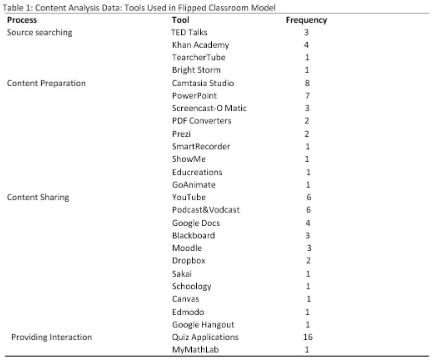 Table 1: Content Analysis Data: Tools Used in Flipped Classroom Model
Process Tool Frequency
Source searching TED Talks 3
Khan Academy 4
TearcherTube 1
Bright Storm 1
Content Preparation Camtasia Studio 8
PowerPoint 7
Screencast-O Matic 3
PDF Converters 2
Prezi 2
SmartRecorder 1
ShowMe 1
Educreations 1
GoAnimate 1
Content Sharing YouTube 6
Podcast&Vodcast 6
Google Docs 4
Blackboard 3
Moodle 3
Dropbox 2
Sakai 1
Schoology 1
Canvas 1
Edmodo 1
Google Hangout 1
Providing Interaction Quiz Applications 16
MyMathLab 1